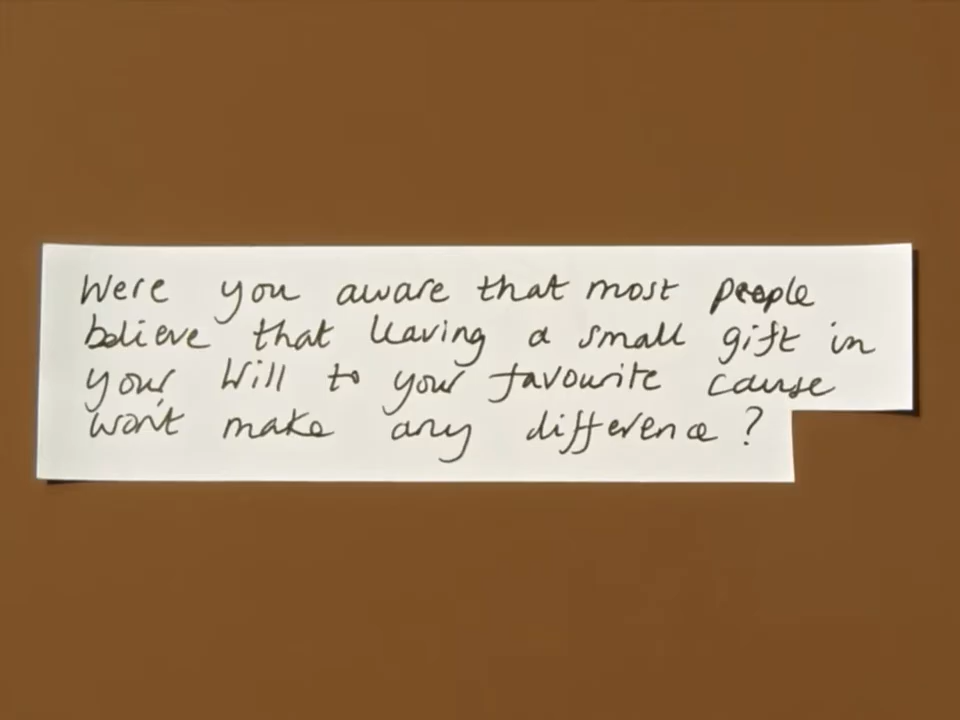 Were you aware that most people
believe that leaving a small gift in
your Will to your favourite cause
won't make any difference?